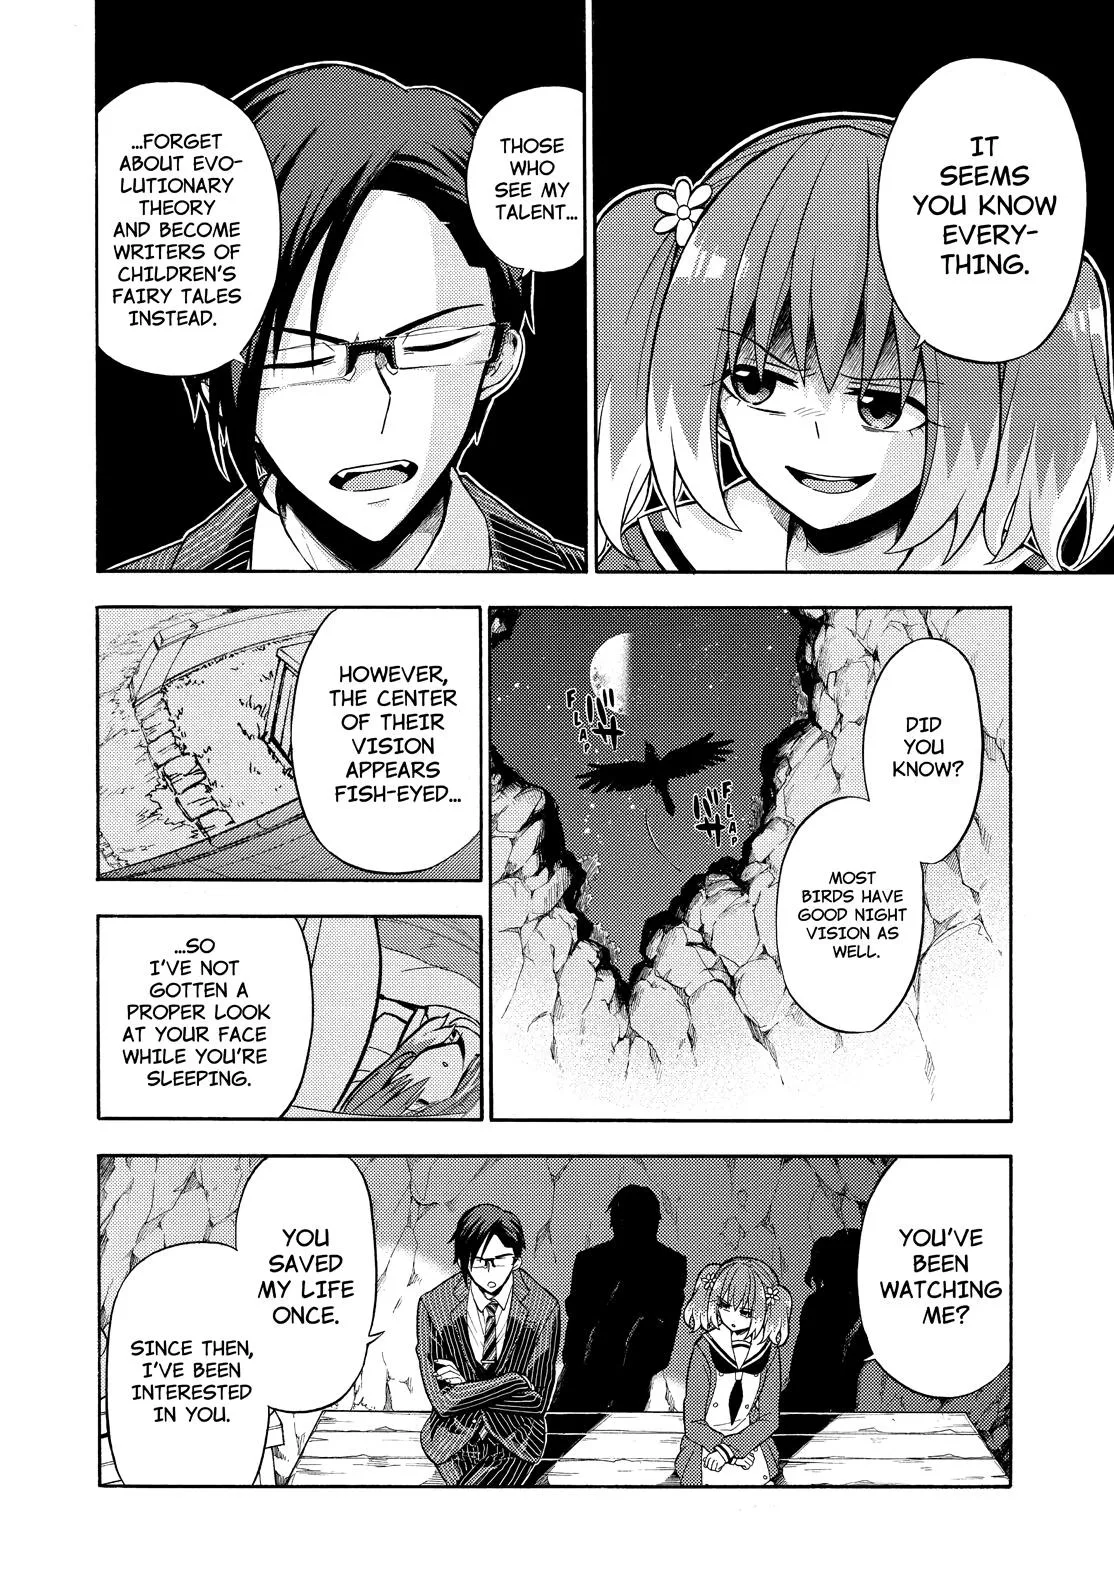 IT
SEEMS
YOU KNOW
EVERY-
THING.
THOSE
WHO
SEE MY
TALENT...
...FORGET
ABOUT EVO-
LUTIONARY
THEORY
AND BECOME
WRITERS OF
CHILDREN'S
FAIRY TALES
INSTEAD.
DID
YOU
KNOW?
FLAP
FLAP
MOST
BIRDS HAVE
GOOD NIGHT
VISION AS
WELL.
HOWEVER,
THE CENTER
OF THEIR
VISION
APPEARS
FISH-EYED...
...SO
I'VE NOT
GOTTEN A
PROPER LOOK
AT YOUR FACE
WHILE YOU'RE
SLEEPING.
YOU'VE
BEEN
WATCHING
ME?
YOU
SAVED
MY LIFE
ONCE.
SINCE THEN,
I'VE BEEN
INTERESTED
IN YOU.